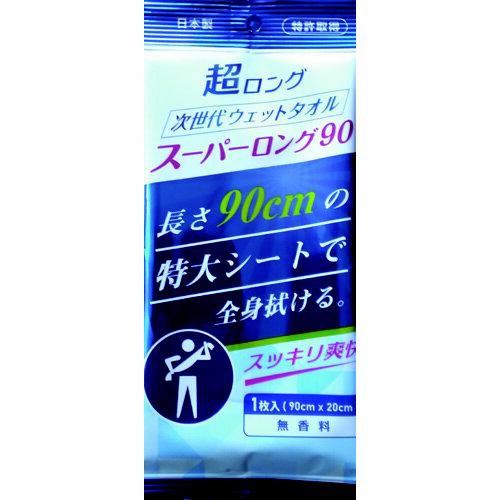 日本製
特許取得
超ロング
次世代ウェットタオル
スーパーロング90
長さ90cmの
特大シートで
全身拭ける。
スッキリ爽快
1枚入(90cm x 20cm
無香料